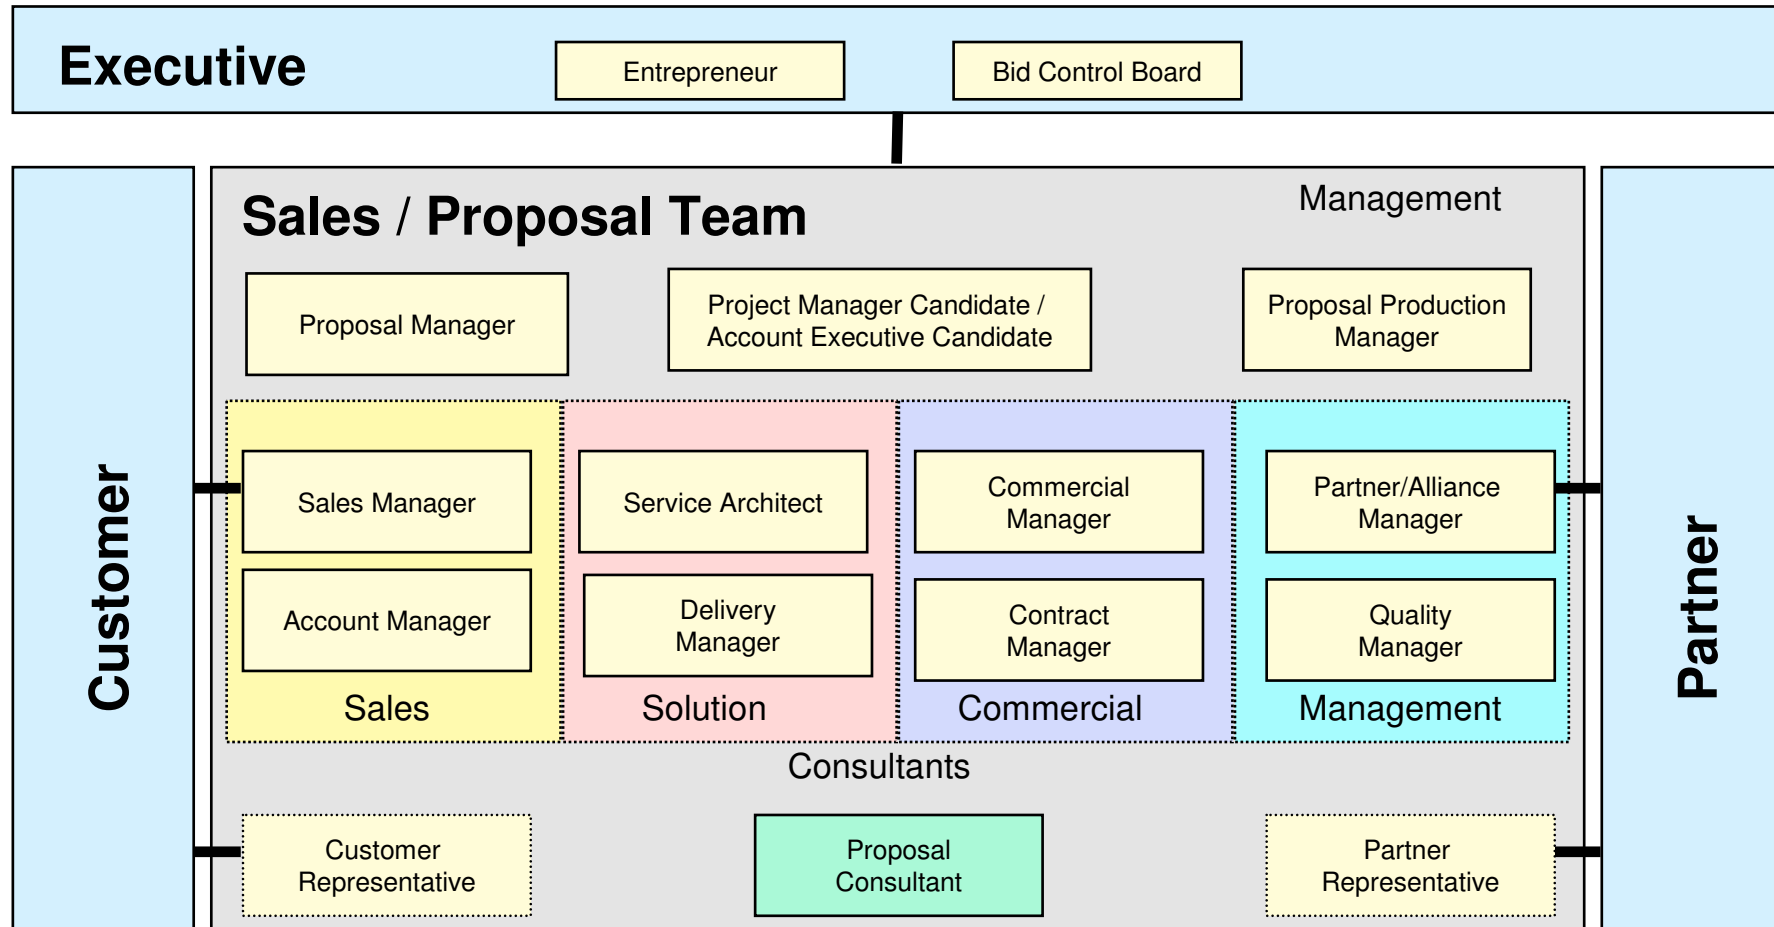 Executive
Entrepreneur
Bid Control Board
Sales / Proposal Team
Management
Proposal Manager
Project Manager Candidate /
Account Executive Candidate
Proposal Production
Manager
Customer
Sales Manager
Account Manager
Sales
Service Architect
Delivery
Manager
Solution
Commercial
Manager
Contract
Manager
Commercial
Partner/Alliance
Manager
Quality
Manager
Management
Partner
Consultants
Customer
Representative
Proposal
Consultant
Partner
Representative